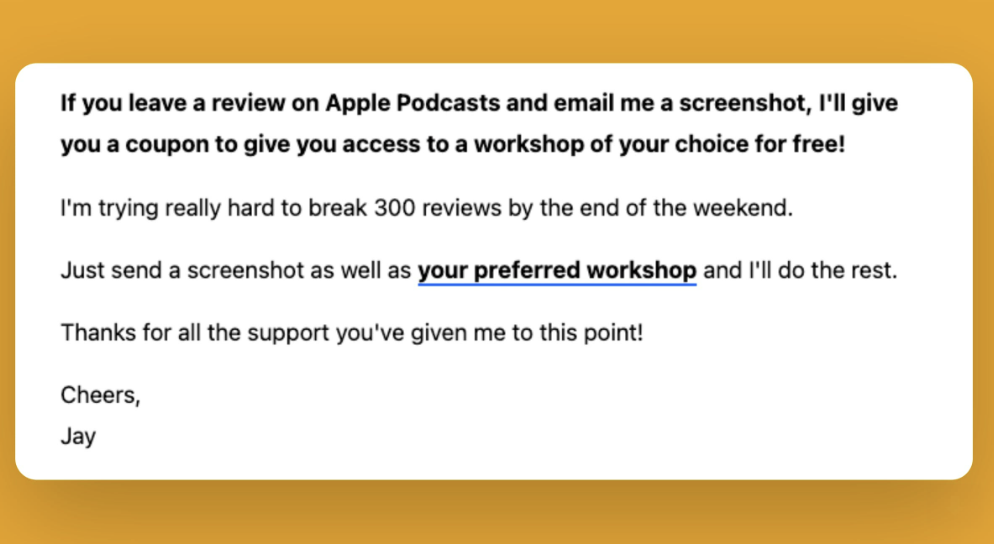 If you leave a review on Apple Podcasts and email me a screenshot, I'll give
you a coupon to give you access to a workshop of your choice for free!
I'm trying really hard to break 300 reviews by the end of the weekend.
Just send a screenshot as well as your preferred workshop and I'll do the rest.
Thanks for all the support you've given me to this point!
Cheers,
Jay